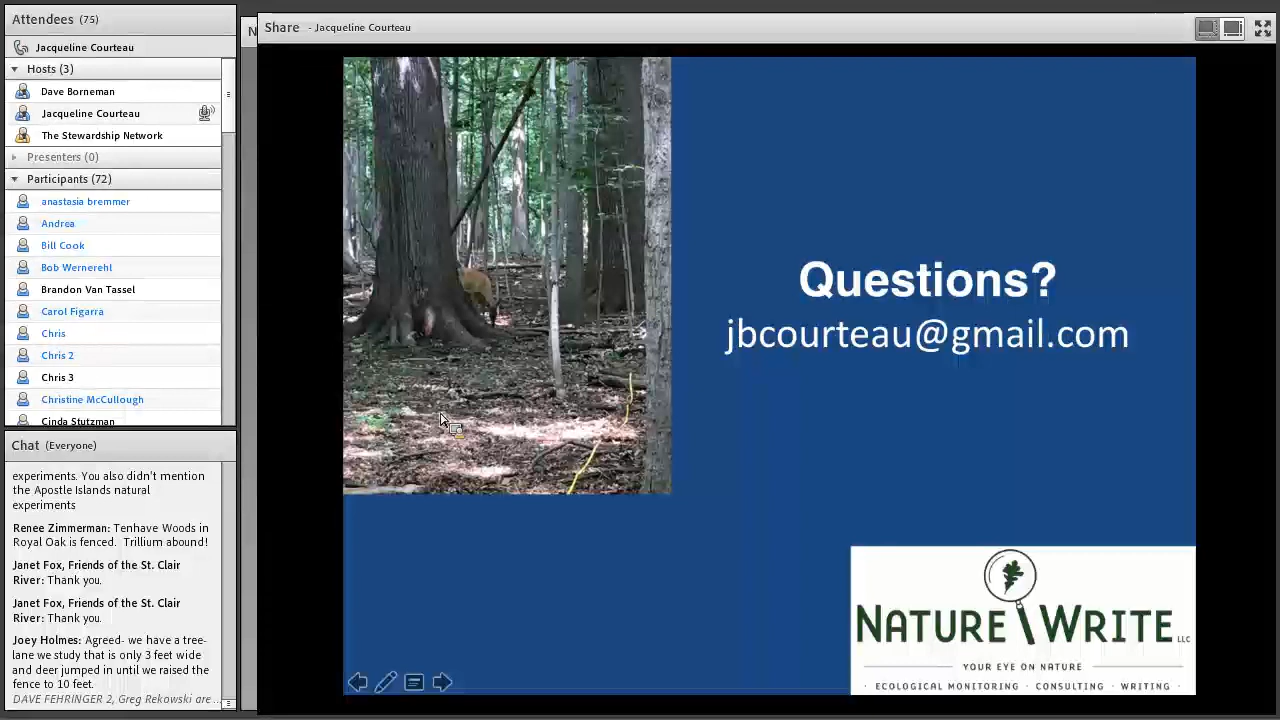 Attendees (75)
Jacqueline Courteau
Hosts (3)
Dave Borneman
Jacqueline Courteau
The Stewardship Network
Presenters (0)
Participants (72)
anastasia bremmer
Andrea
Bill Cook
Bob Wernerehl
Brandon Van Tassel
Carol Figarra
Chris
Chris 2
Chris 3
Christine McCullough
Cinda Stutzman
Chat (Everyone)
experiments. You also didn't mention
the Apostle Islands natural
experiments
Renee Zimmerman: Tenhave Woods in
Royal Oak is fenced. Trillium abound!
Janet Fox, Friends of the St. Clair
River: Thank you.
Janet Fox, Friends of the St. Clair
River: Thank you.
Joey Holmes: Agreed- we have a tree-
lane we study that is only 3 feet wide
and deer jumped in until we raised the
fence to 10 feet
DAVE FEHRINGER 2, Greg Rekowski are...
N
Share - Jacqueline Courteau
Questions?
jbcourteau@gmail.com
NATURE WRITE LLC
YOUR EYE ON NATURE
· ECOLOGICAL MONITORING · CONSULTING · WRITING ·